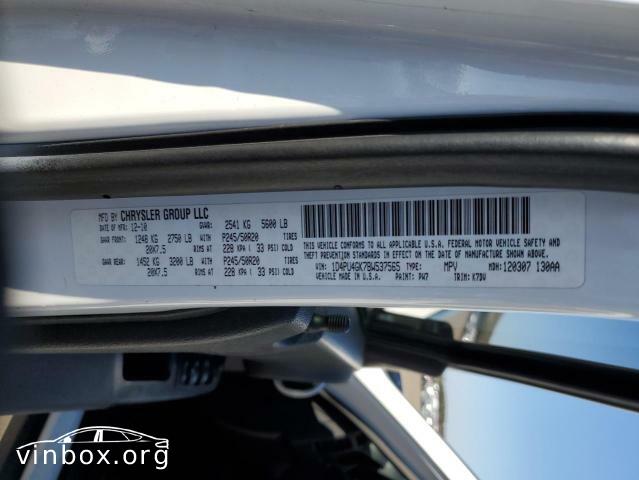 MFD BY CHRYSLER GROUP LLC
DATE OF MFR: 12-10 GVWR: 2541 KG 5600 LB
GAWR FRONT: 1248 KG 2750 LB WITH P245/50R20 TIRES
20X7.5 RIMS AT 228 KPA ( 33 PSI) COLD
GAWR REAR: 1452 KG 3200 LB WITH P245/50R20 TIRES
20X7.5 RIMS AT 228 KPA ( 33 PSI) COLD
THIS VEHICLE CONFORMS TO ALL APPLICABLE U.S.A. FEDERAL MOTOR VEHICLE SAFETY AND
THEFT PREVENTION STANDARDS IN EFFECT ON THE DATE OF MANUFACTURE SHOWN ABOVE.
VIN: 1D4PU4GK7BW537565 TYPE: MPV MDH: 120307 130AA
VEHICLE MADE IN U.S.A. PAINT: PW7 TRIM: K7DV
vinbox.org